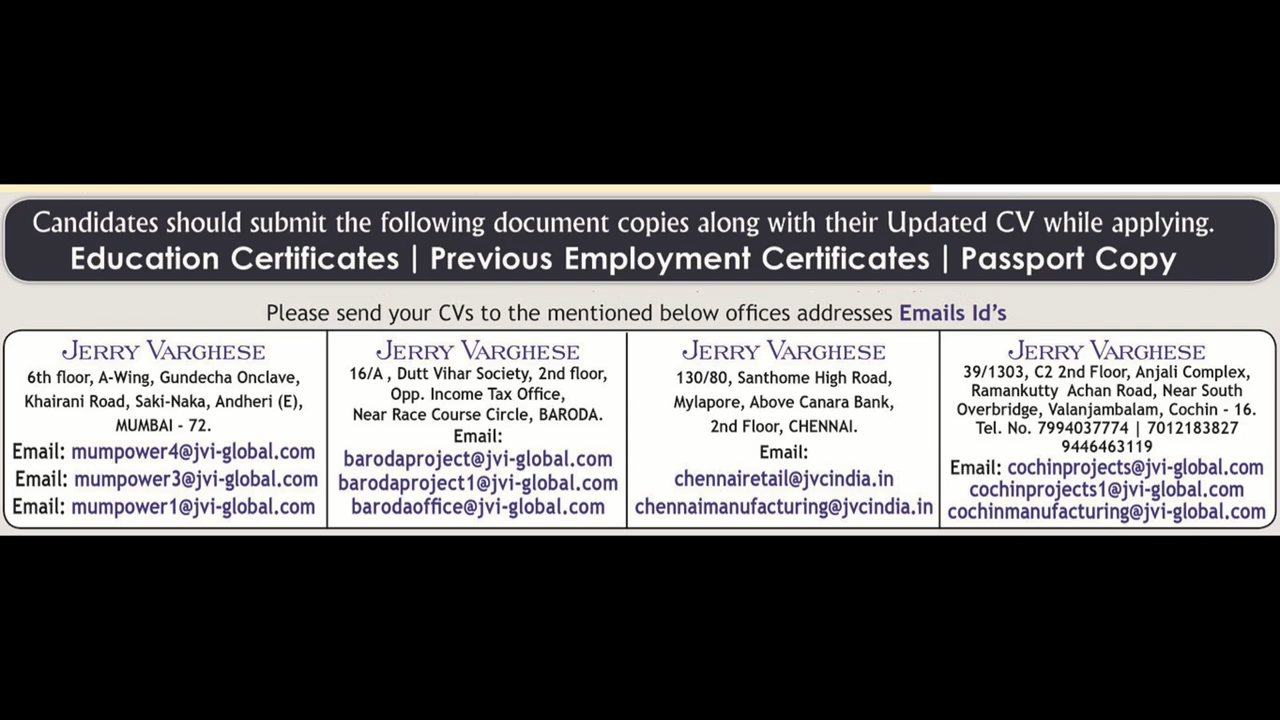 Candidates should submit the following document copies along with their Updated CV while applying.
Education Certificates | Previous Employment Certificates | Passport Copy
Please send your CVs to the mentioned below offices addresses Emails Id's
JERRY VARGHESE
6th floor, A-Wing, Gundecha Onclave,
Khairani Road, Saki-Naka, Andheri (E),
MUMBAI - 72.
Email: mumpower4@jvi-global.com
Email: mumpower3@jvi-global.com
Email: mumpower1@jvi-global.com
JERRY VARGHESE
16/A , Dutt Vihar Society, 2nd floor,
Opp. Income Tax Office,
Near Race Course Circle, BARODA.
Email:
barodaproject@jvi-global.com
barodaproject1@jvi-global.com
barodaoffice@jvi-global.com
JERRY VARGHESE
130/80, Santhome High Road,
Mylapore, Above Canara Bank,
2nd Floor, CHENNAI.
Email:
chennairetail@jvcindia.in
chennaimanufacturing@jvcindia.in
JERRY VARGHESE
39/1303, C2 2nd Floor, Anjali Complex,
Ramankutty Achan Road, Near South
Overbridge, Valanjambalam, Cochin - 16.
Tel. No. 7994037774 | 7012183827
9446463119
Email: cochinprojects@jvi-global.com
cochinprojects1@jvi-global.com
cochinmanufacturing@jvi-global.com